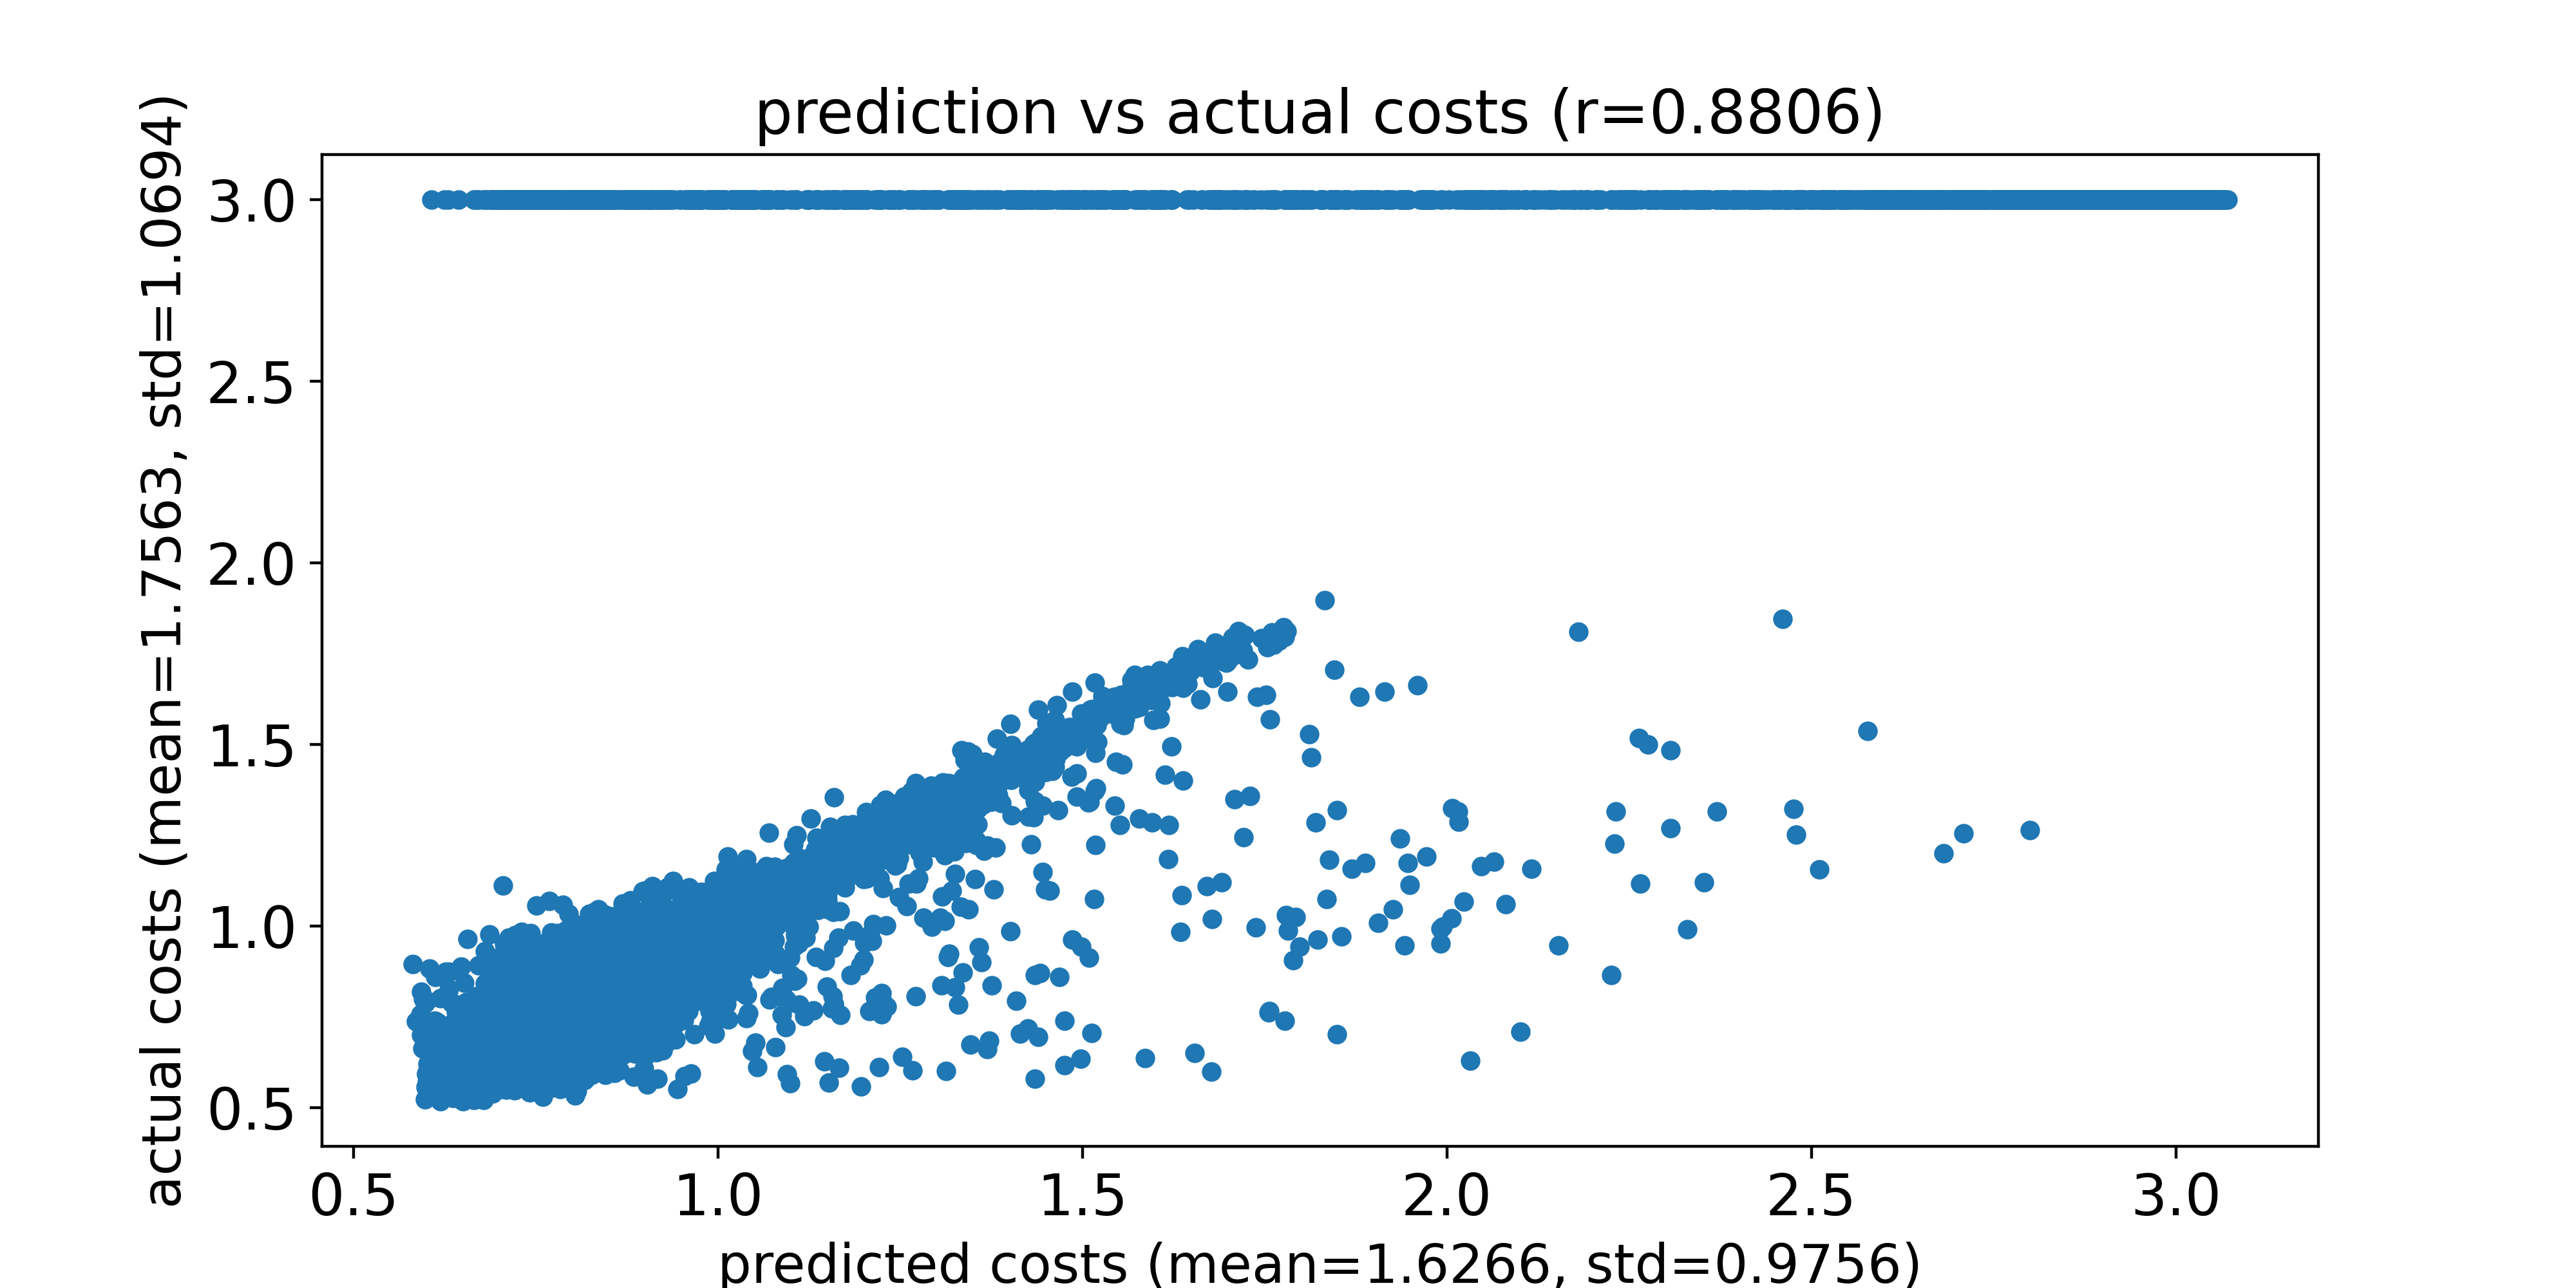 prediction vs actual costs (r=0.8806)
actual costs (mean=1.7563, std=1.0694)
3.0
2.5
2.0
1.5
1.0
0.5
0.5 1.0 1.5 2.0 2.5 3.0
predicted costs (mean=1.6266, std=0.9756)